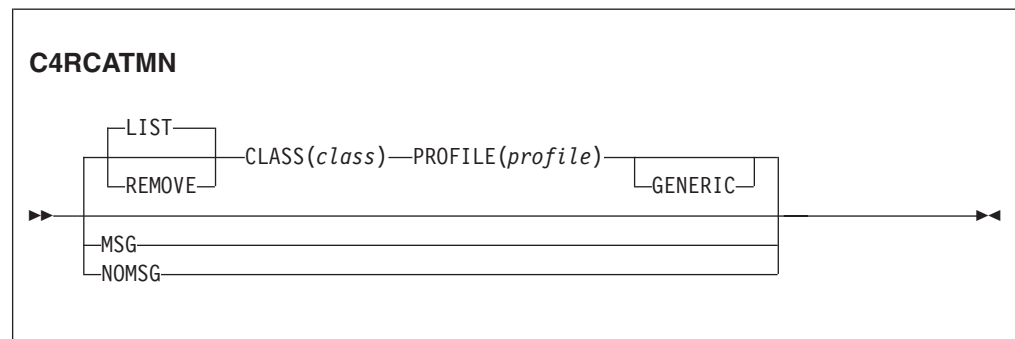 C4RCATMN
LIST
CLASS(class) PROFILE(profile)
REMOVE GENERIC
MSG
NOMSG